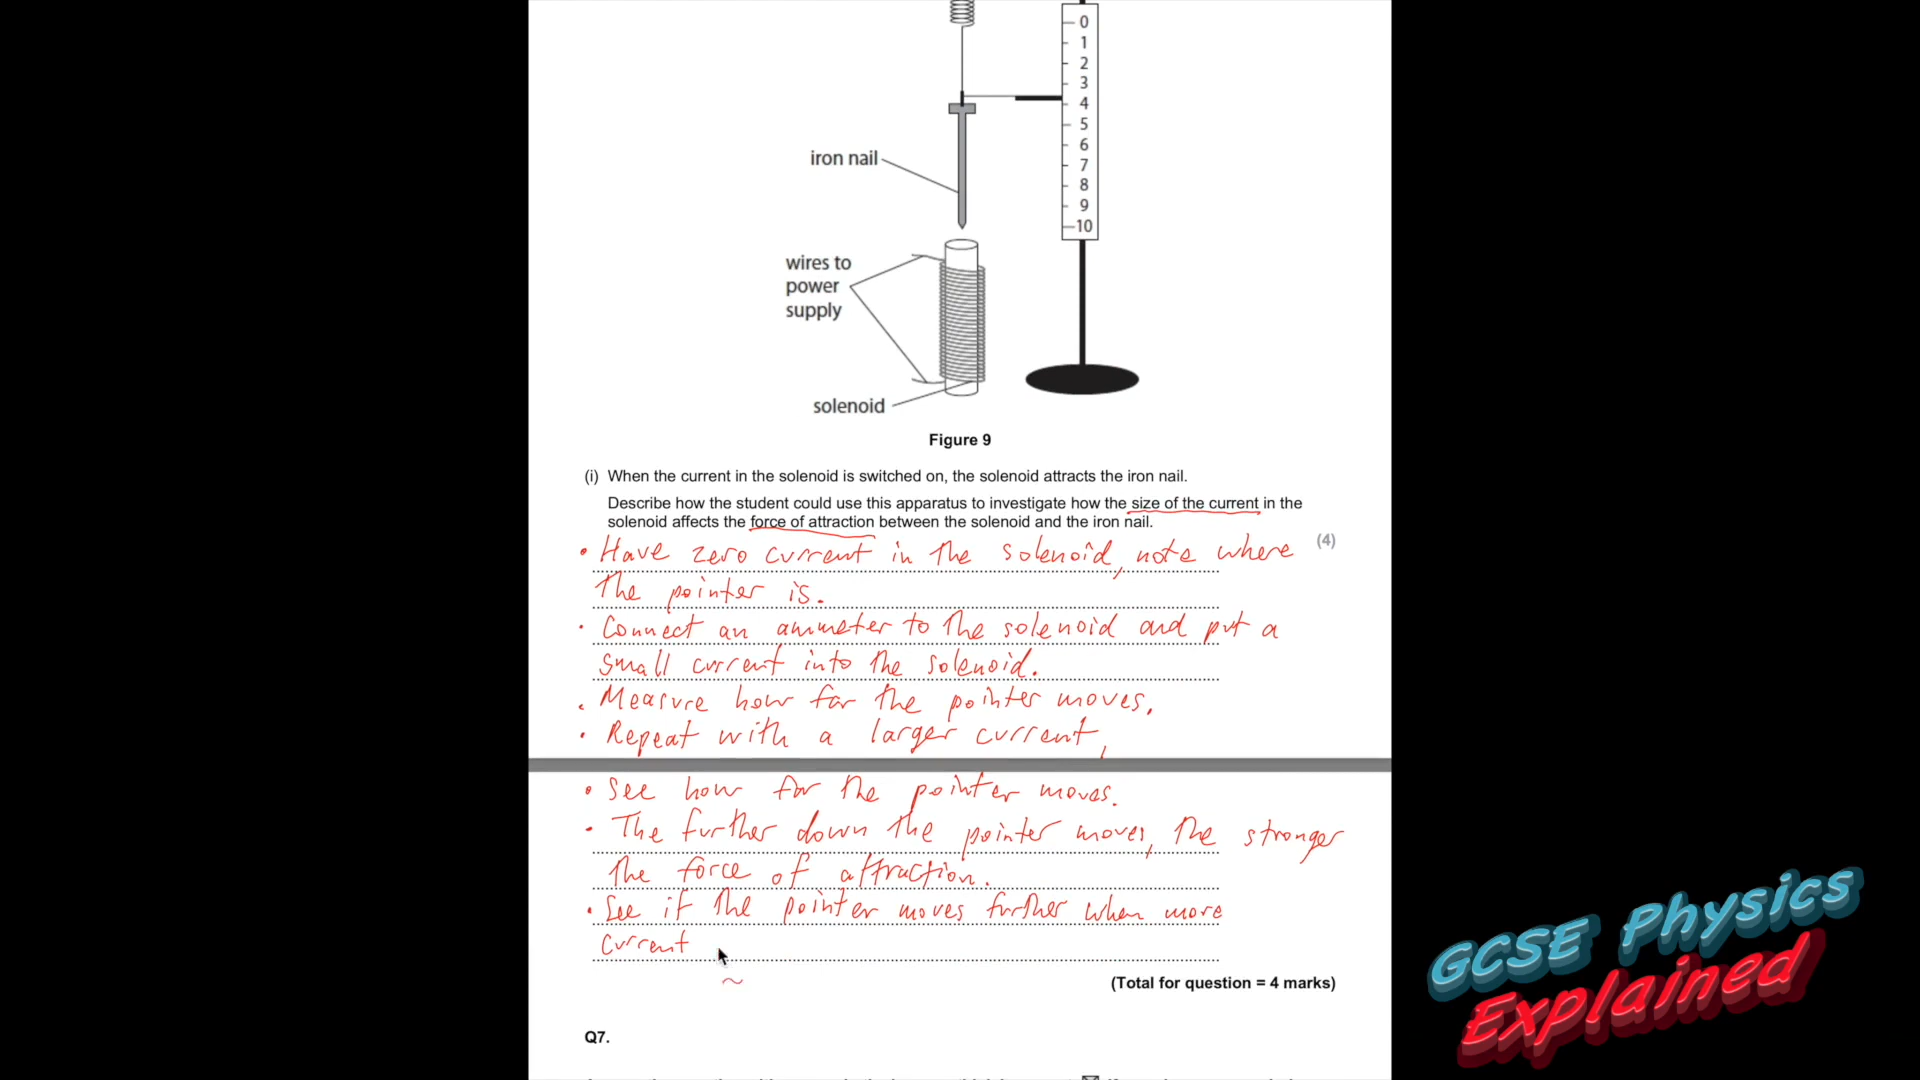 0
1
2
3
4
5
6
7
8
9
10
iron nail
wires to
power
supply
solenoid
Figure 9
(i) When the current in the solenoid is switched on, the solenoid attracts the iron nail.
Describe how the student could use this apparatus to investigate how the size of the current in the
solenoid affects the force of attraction between the solenoid and the iron nail.
(4)
• Have zero current in the solenoid, note where
the pointer is.
• Connect an ammeter to the solenoid and put a
small current into the solenoid.
• Measure how far the pointer moves.
• Repeat with a larger current,
• See how far the pointer moves.
• The further down the pointer moves, the stronger
the force of attraction.
• See if the pointer moves further when more
current
(Total for question = 4 marks)
Q7.
GCSE Physics
Explained